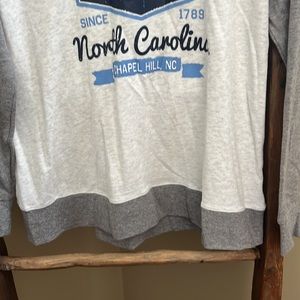 SINCE 1789
North Carolina
CHAPEL HILL, NC